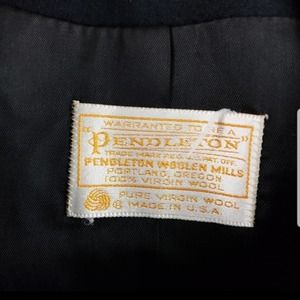 WARRANTED TO BE A
"PENDLETON"
TRADE MARK REG. U.S. PAT. OFF.
PENDLETON WOOLEN MILLS
PORTLAND, OREGON
100% VIRGIN WOOL
PURE VIRGIN WOOL
® MADE IN U.S.A.